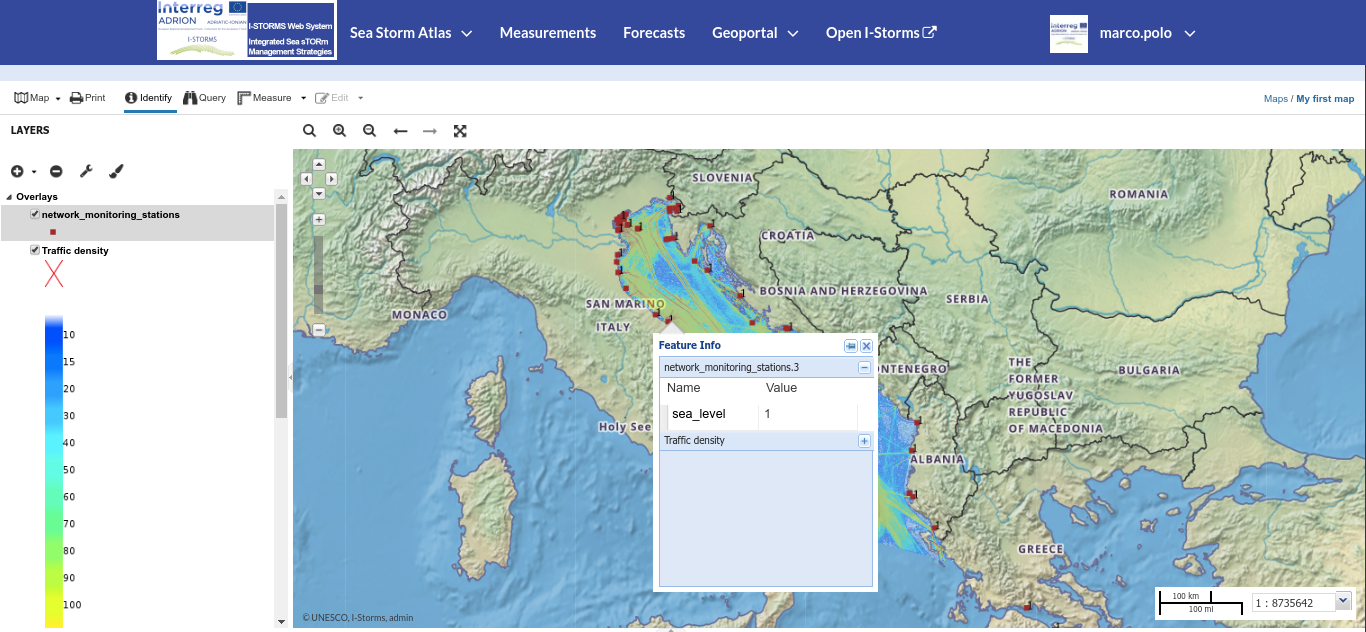 Interreg
ADRION ADRIATIC-IONIAN
I-STORMS
I-STORMS Web System
Integrated Sea sTORm
Management Strategies
Sea Storm Atlas
Measurements
Forecasts
Geoportal
Open I-Storms
marco.polo
Map
Print
Identify
Query
Measure
Edit
Maps / My first map
LAYERS
Overlays
network_monitoring_stations
Traffic density
10
15
20
30
40
50
60
70
80
90
100
SLOVENIA
ROMANIA
CROATIA
BOSNIA AND HERZEGOVINA
SERBIA
SAN MARINO
MONACO
ITALY
Feature Info
network_monitoring_stations.3
Name Value
sea_level 1
Traffic density
NTENEGRO
THE
FORMER
YUGOSLAV
REPUBLIC
OF MACEDONIA
BULGARIA
Holy See
ALBANIA
GREECE
© UNESCO, I-Storms, admin
100 km
100 mi
1 : 8735642